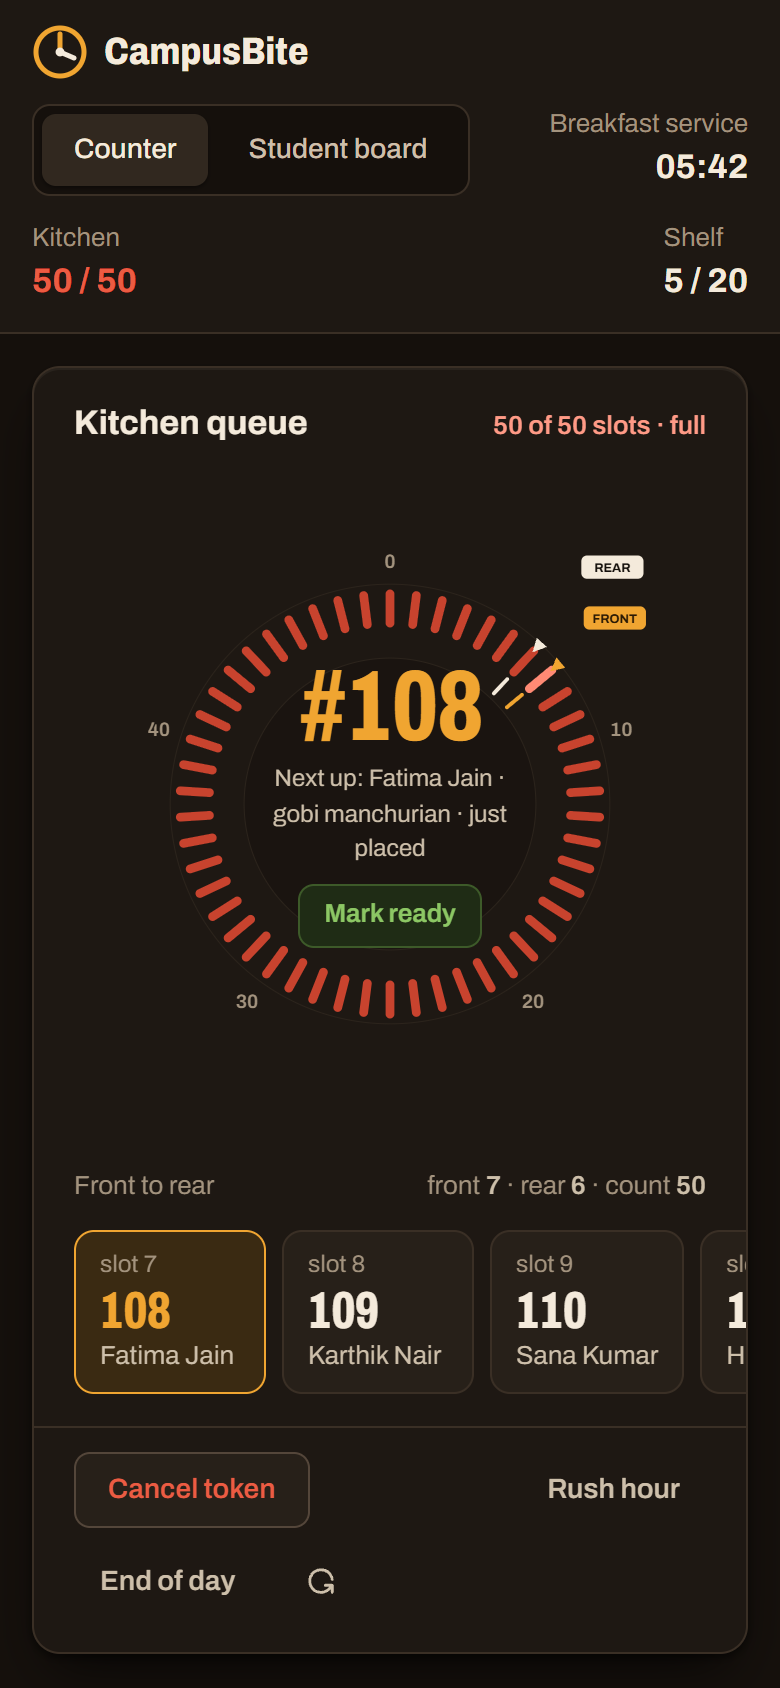 CampusBite
Counter
Student board
Breakfast service
05:42
Kitchen
50 / 50
Shelf
5 / 20
Kitchen queue
50 of 50 slots · full
0
REAR
FRONT
#108
40
10
Next up: Fatima Jain ·
gobi manchurian · just
placed
Mark ready
30
20
Front to rear
front 7 · rear 6 · count 50
slot 7
108
Fatima Jain
slot 8
109
Karthik Nair
slot 9
110
Sana Kumar
Cancel token
Rush hour
End of day